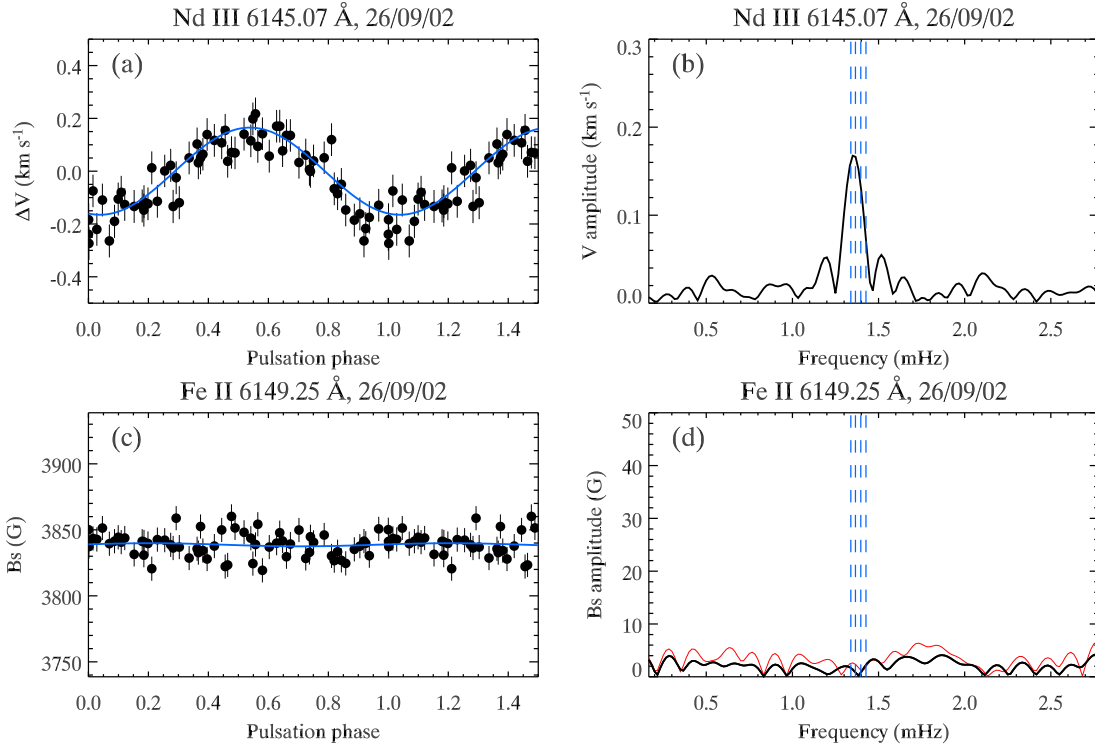 Nd III 6145.07 Å, 26/09/02
(a)
ΔV (km s⁻¹)
0.4
0.2
0.0
-0.2
-0.4
0.0 0.2 0.4 0.6 0.8 1.0 1.2 1.4
Pulsation phase
Nd III 6145.07 Å, 26/09/02
(b)
V amplitude (km s⁻¹)
0.3
0.2
0.1
0.0
0.5 1.0 1.5 2.0 2.5
Frequency (mHz)
Fe II 6149.25 Å, 26/09/02
(c)
Bs (G)
3900
3850
3800
3750
0.0 0.2 0.4 0.6 0.8 1.0 1.2 1.4
Pulsation phase
Fe II 6149.25 Å, 26/09/02
(d)
Bs amplitude (G)
50
40
30
20
10
0
0.5 1.0 1.5 2.0 2.5
Frequency (mHz)